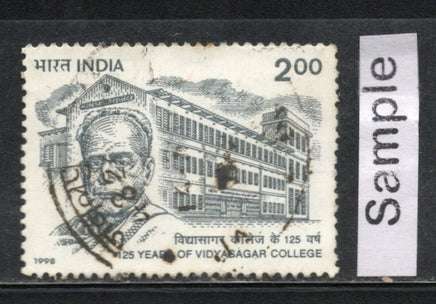 भारत INDIA 2.00
विद्यासागर कॉलेज के 125 वर्ष
1998 125 YEARS OF VIDYASAGAR COLLEGE
Sample